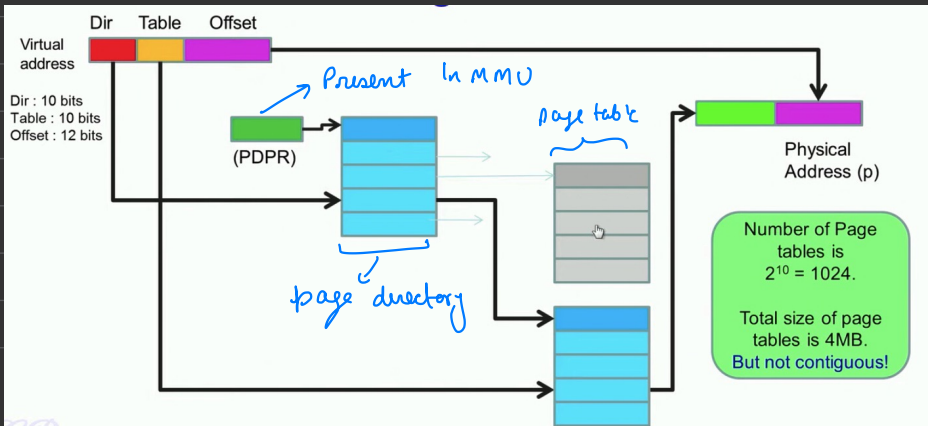 Dir Table Offset
Virtual
address
Dir : 10 bits
Table : 10 bits
Offset : 12 bits
Present In MMU
(PDPR)
page table
Physical
Address (p)
page directory
Number of Page
tables is
2¹⁰ = 1024.
Total size of page
tables is 4MB.
But not contiguous!